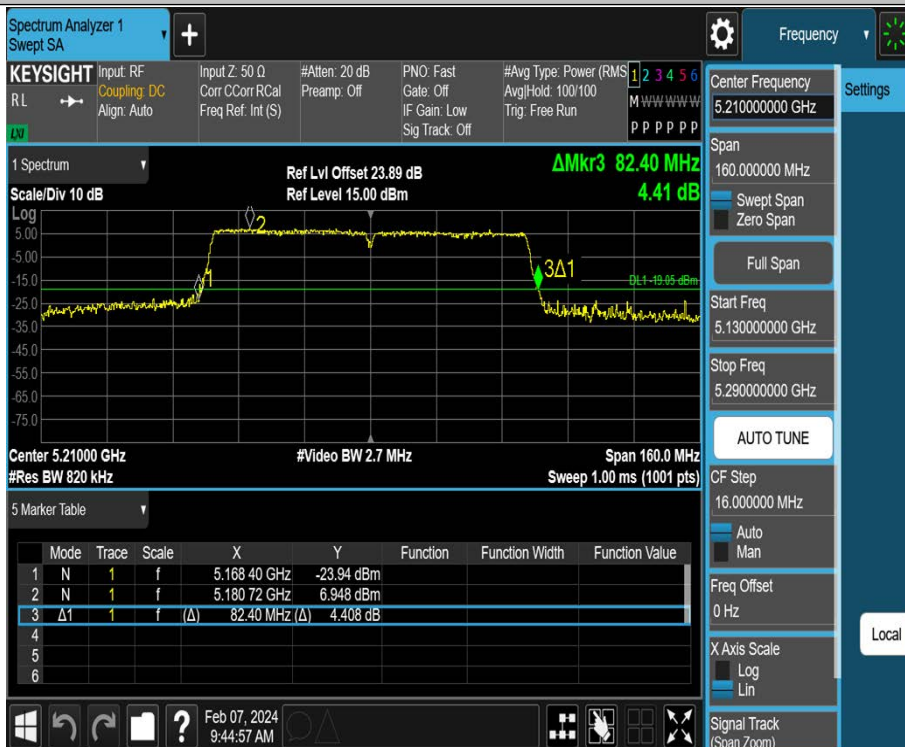 Spectrum Analyzer 1
Swept SA
+
Frequency
KEYSIGHT
Input: RF
Input Z: 50 Ω
#Atten: 20 dB
PNO: Fast
#Avg Type: Power (RMS
1 2 3 4 5 6
R L
Coupling: DC
Corr CCorr RCal
Preamp: Off
Gate: Off
Avg|Hold: 100/100
M W W W W W
Align: Auto
Freq Ref: Int (S)
IF Gain: Low
Trig: Free Run
LXI
Sig Track: Off
P P P P P P
1 Spectrum
Ref Lvl Offset 23.89 dB
ΔMkr3 82.40 MHz
Scale/Div 10 dB
Ref Level 15.00 dBm
4.41 dB
Log
5.00
-5.00
-15.0
-25.0
-35.0
-45.0
-55.0
-65.0
-75.0
2
1
3Δ1
DL1 -19.05 dBm
Center 5.21000 GHz
#Video BW 2.7 MHz
Span 160.0 MHz
#Res BW 820 kHz
Sweep 1.00 ms (1001 pts)
5 Marker Table
Mode Trace Scale X Y Function Function Width Function Value
1 N 1 f 5.168 40 GHz -23.94 dBm
2 N 1 f 5.180 72 GHz 6.948 dBm
3 Δ1 1 f (Δ) 82.40 MHz (Δ) 4.408 dB
4
5
6
?
Feb 07, 2024
9:44:57 AM
Center Frequency
5.210000000 GHz
Span
160.000000 MHz
Swept Span
Zero Span
Full Span
Start Freq
5.130000000 GHz
Stop Freq
5.290000000 GHz
AUTO TUNE
CF Step
16.000000 MHz
Auto
Man
Freq Offset
0 Hz
X Axis Scale
Log
Lin
Signal Track
(Span Zoom)
Settings
Local